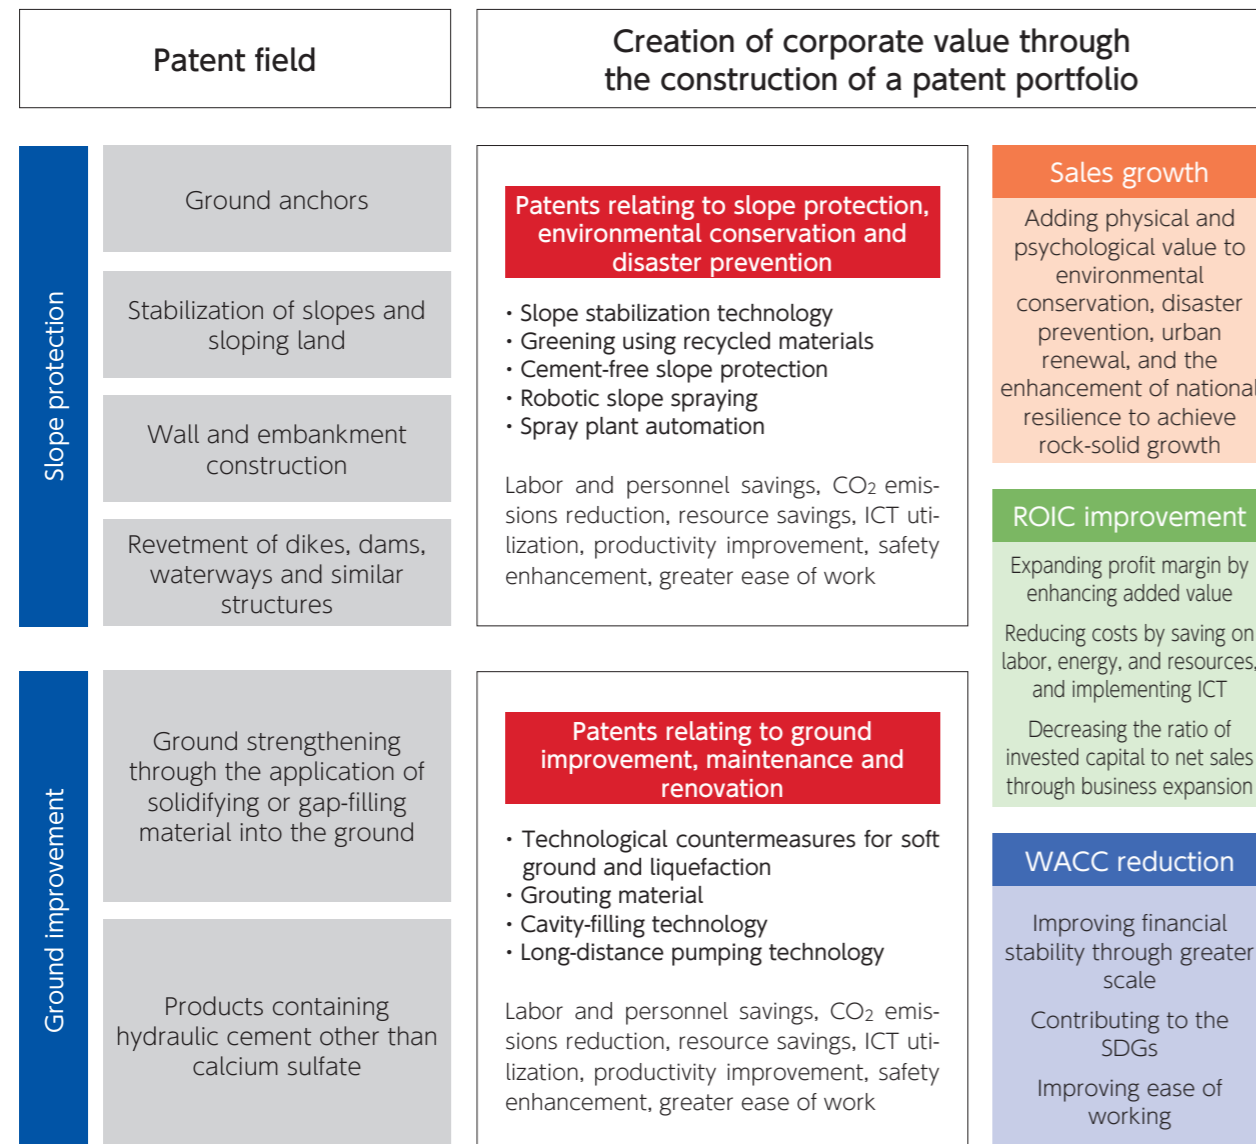 Patent field
Creation of corporate value through
the construction of a patent portfolio
Slope protection
Ground anchors
Stabilization of slopes and
sloping land
Wall and embankment
construction
Revetment of dikes, dams,
waterways and similar
structures
Patents relating to slope protection,
environmental conservation and
disaster prevention
・Slope stabilization technology
・Greening using recycled materials
・Cement-free slope protection
・Robotic slope spraying
・Spray plant automation
Labor and personnel savings, CO₂ emis-
sions reduction, resource savings, ICT uti-
lization, productivity improvement, safety
enhancement, greater ease of work
Ground improvement
Ground strengthening
through the application of
solidifying or gap-filling
material into the ground
Products containing
hydraulic cement other than
calcium sulfate
Patents relating to ground
improvement, maintenance and
renovation
・Technological countermeasures for soft
ground and liquefaction
・Grouting material
・Cavity-filling technology
・Long-distance pumping technology
Labor and personnel savings, CO₂ emis-
sions reduction, resource savings, ICT uti-
lization, productivity improvement, safety
enhancement, greater ease of work
Sales growth
Adding physical and
psychological value to
environmental
conservation, disaster
prevention, urban
renewal, and the
enhancement of national
resilience to achieve
rock-solid growth
ROIC improvement
Expanding profit margin by
enhancing added value
Reducing costs by saving on
labor, energy, and resources,
and implementing ICT
Decreasing the ratio of
invested capital to net sales
through business expansion
WACC reduction
Improving financial
stability through greater
scale
Contributing to the
SDGs
Improving ease of
working